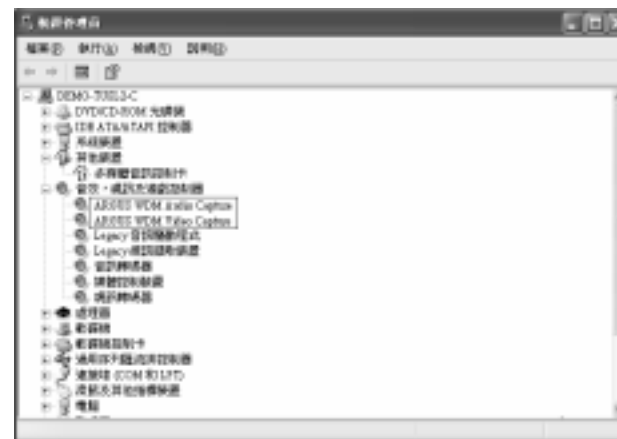 裝置管理員
檔案(F) 執行(A) 檢視(V) 說明(H)
DEMO-TUL2-C
DVD/CD-ROM 光碟機
IDE ATA/ATAPI 控制器
系統裝置
其他裝置
多媒體音訊控制卡
音效、視訊及遊戲控制器
WDM Audio Capture
WDM Video Capture
Legacy 音訊驅動程式
Legacy 視訊擷取裝置
音訊轉碼器
媒體控制裝置
視訊轉碼器
處理器
軟碟機
軟碟機控制卡
通用序列匯流排控制器
連接埠 (COM 和 LPT)
滑鼠及其他指標裝置
電腦